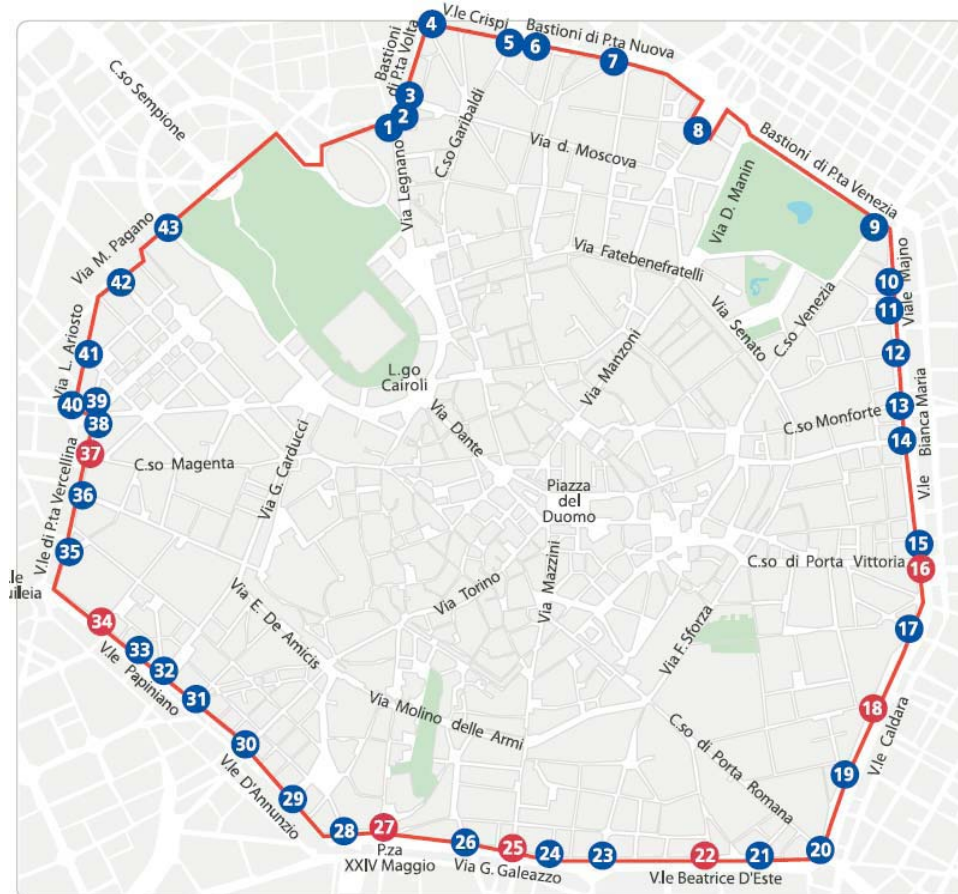 4
V.le Crispi
5
6
Bastioni di P.ta Nuova
7
Bastioni
di P.ta Volta
C.so Sempione
3
2
1
C.so Garibaldi
Via d. Moscova
8
Bastioni di P.ta Venezia
Via Legnano
Via D. Manin
43
Via M. Pagano
9
Via Fatebenefratelli
42
10
Viale Majno
11
Via Senato
C.so Venezia
Via L. Ariosto
41
12
L.go
Cairoli
Via Manzoni
40
39
38
Via Dante
13
C.so Monforte
V.le Bianca Maria
14
37
C.so Magenta
Via G. Carducci
V.le di P.ta Vercellina
36
Piazza
del
Duomo
35
15
C.so di Porta Vittoria
16
.le
uileia
Via Torino
Via Mazzini
34
Via E. De Amicis
Via F.Sforza
17
33
32
V.le Papiniano
31
Via Molino delle Armi
18
V.le Caldara
C.so di Porta Romana
30
V.le D'Annunzio
29
19
28
27
P.za
XXIV Maggio
26
Via G. Galeazzo
25
24
23
22
V.le Beatrice D'Este
21
20